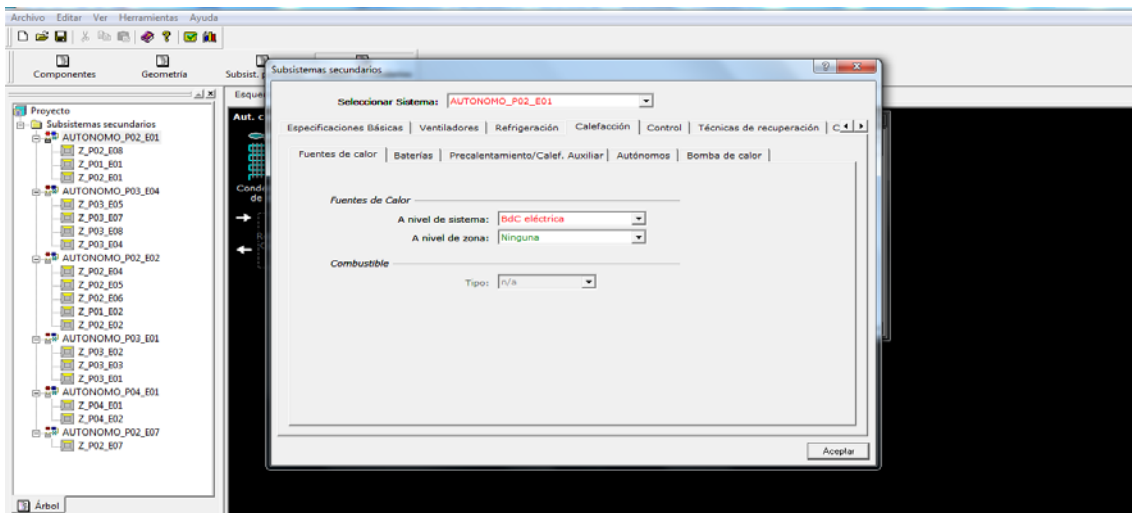 Archivo Editar Ver Herramientas Ayuda
Componentes Geometría Subsist.
Proyecto
Subsistemas secundarios
AUTONOMO_P02_E01
Z_P02_E08
Z_P01_E01
Z_P02_E01
AUTONOMO_P03_E04
Z_P03_E05
Z_P03_E07
Z_P03_E08
Z_P03_E04
AUTONOMO_P02_E02
Z_P02_E04
Z_P02_E05
Z_P02_E06
Z_P01_E02
Z_P02_E02
AUTONOMO_P03_E01
Z_P03_E02
Z_P03_E03
Z_P03_E01
AUTONOMO_P04_E01
Z_P04_E01
Z_P04_E02
AUTONOMO_P02_E07
Z_P02_E07
Árbol
Esque
Aut. c
Cond
de
Subsistemas secundarios
Seleccionar Sistema: AUTONOMO_P02_E01
Especificaciones Básicas Ventiladores Refrigeración Calefacción Control Técnicas de recuperación C
Fuentes de calor Baterías Precalentamiento/Calef. Auxiliar Autónomos Bomba de calor
Fuentes de Calor
A nivel de sistema: BdC eléctrica
A nivel de zona: Ninguna
Combustible
Tipo: n/a
Aceptar